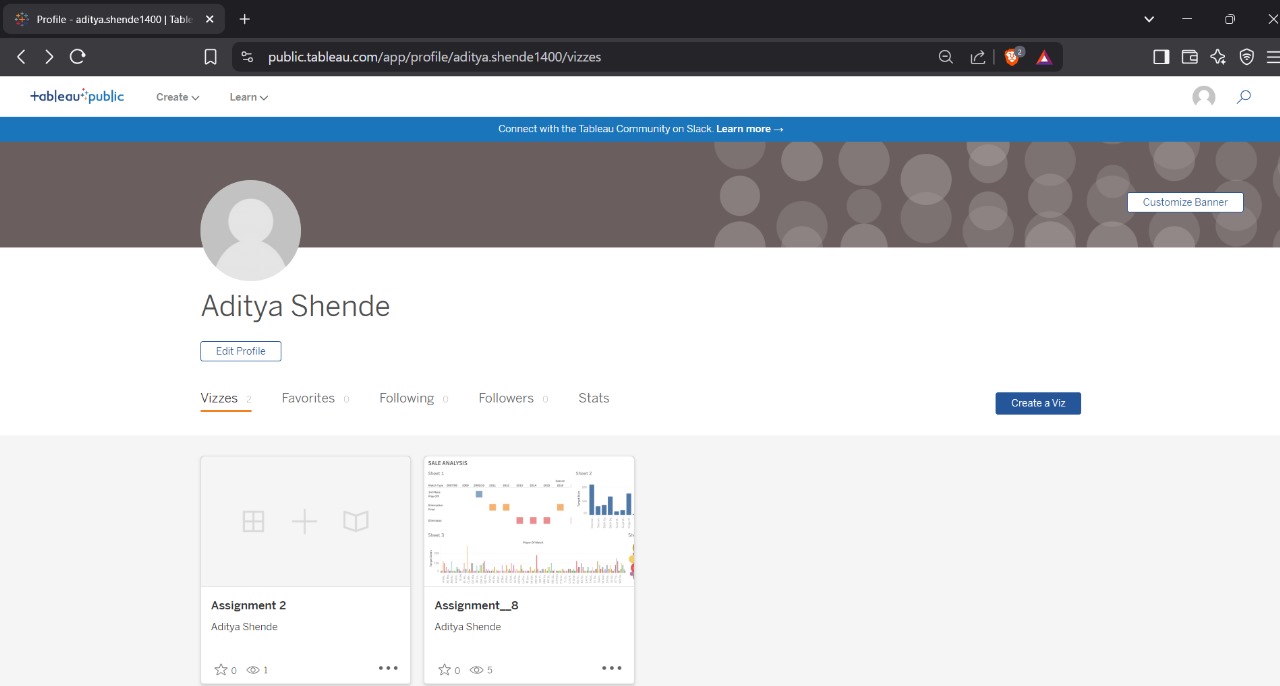 Profile - aditya.shende1400 | Table
public.tableau.com/app/profile/aditya.shende1400/vizzes
2
+ableau public
Create
Learn
Connect with the Tableau Community on Slack. Learn more →
Customize Banner
Aditya Shende
Edit Profile
Vizzes 2
Favorites 0
Following 0
Followers 0
Stats
Create a Viz
SALE ANALYSIS
Sheet 1
Sheet 2
Sheet 3
Assignment 2
Aditya Shende
0
1
Assignment__8
Aditya Shende
0
5